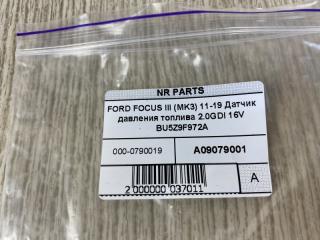 NR PARTS
FORD FOCUS III (MK3) 11-19 Датчик
давления топлива 2.0GDI 16V
BU5Z9F972A
000-0790019
A09079001
2 000000 037011
A